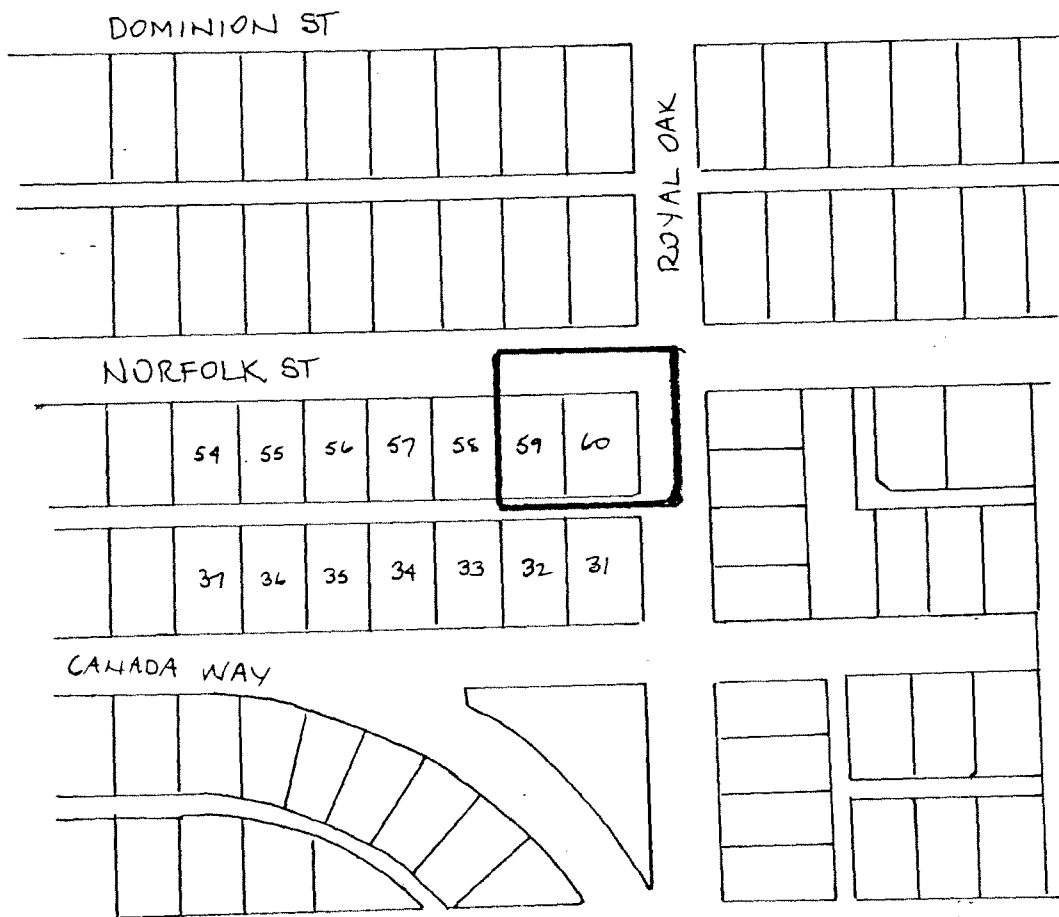 DOMINION ST
ROYAL OAK
NORFOLK ST
54 55 56 57 58 59 60
37 36 35 34 33 32 31
CANADA WAY